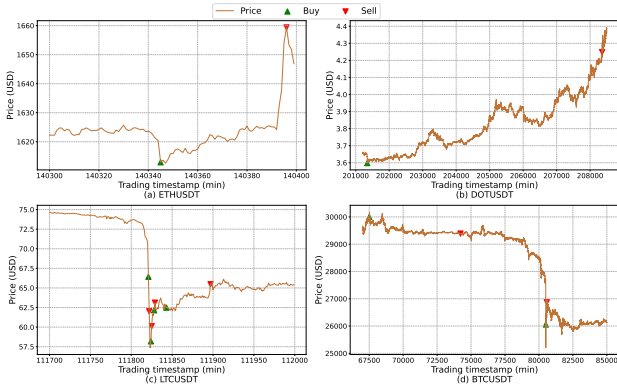 Price Buy Sell
Price (USD)
1660
1650
1640
1630
1620
140300 140320 140340 140360 140380 140400
Trading timestamp (min)
(a) ETHUSDT
Price (USD)
4.4
4.3
4.2
4.1
4.0
3.9
3.8
3.7
3.6
201000 202000 203000 204000 205000 206000 207000 208000
Trading timestamp (min)
(b) DOTUSDT
Price (USD)
75.0
72.5
70.0
67.5
65.0
62.5
60.0
57.5
111700 111750 111800 111850 111900 111950 112000
Trading timestamp (min)
(c) LTCUSDT
Price (USD)
30000
29000
28000
27000
26000
25000
67500 70000 72500 75000 77500 80000 82500 85000
Trading timestamp (min)
(d) BTCUSDT